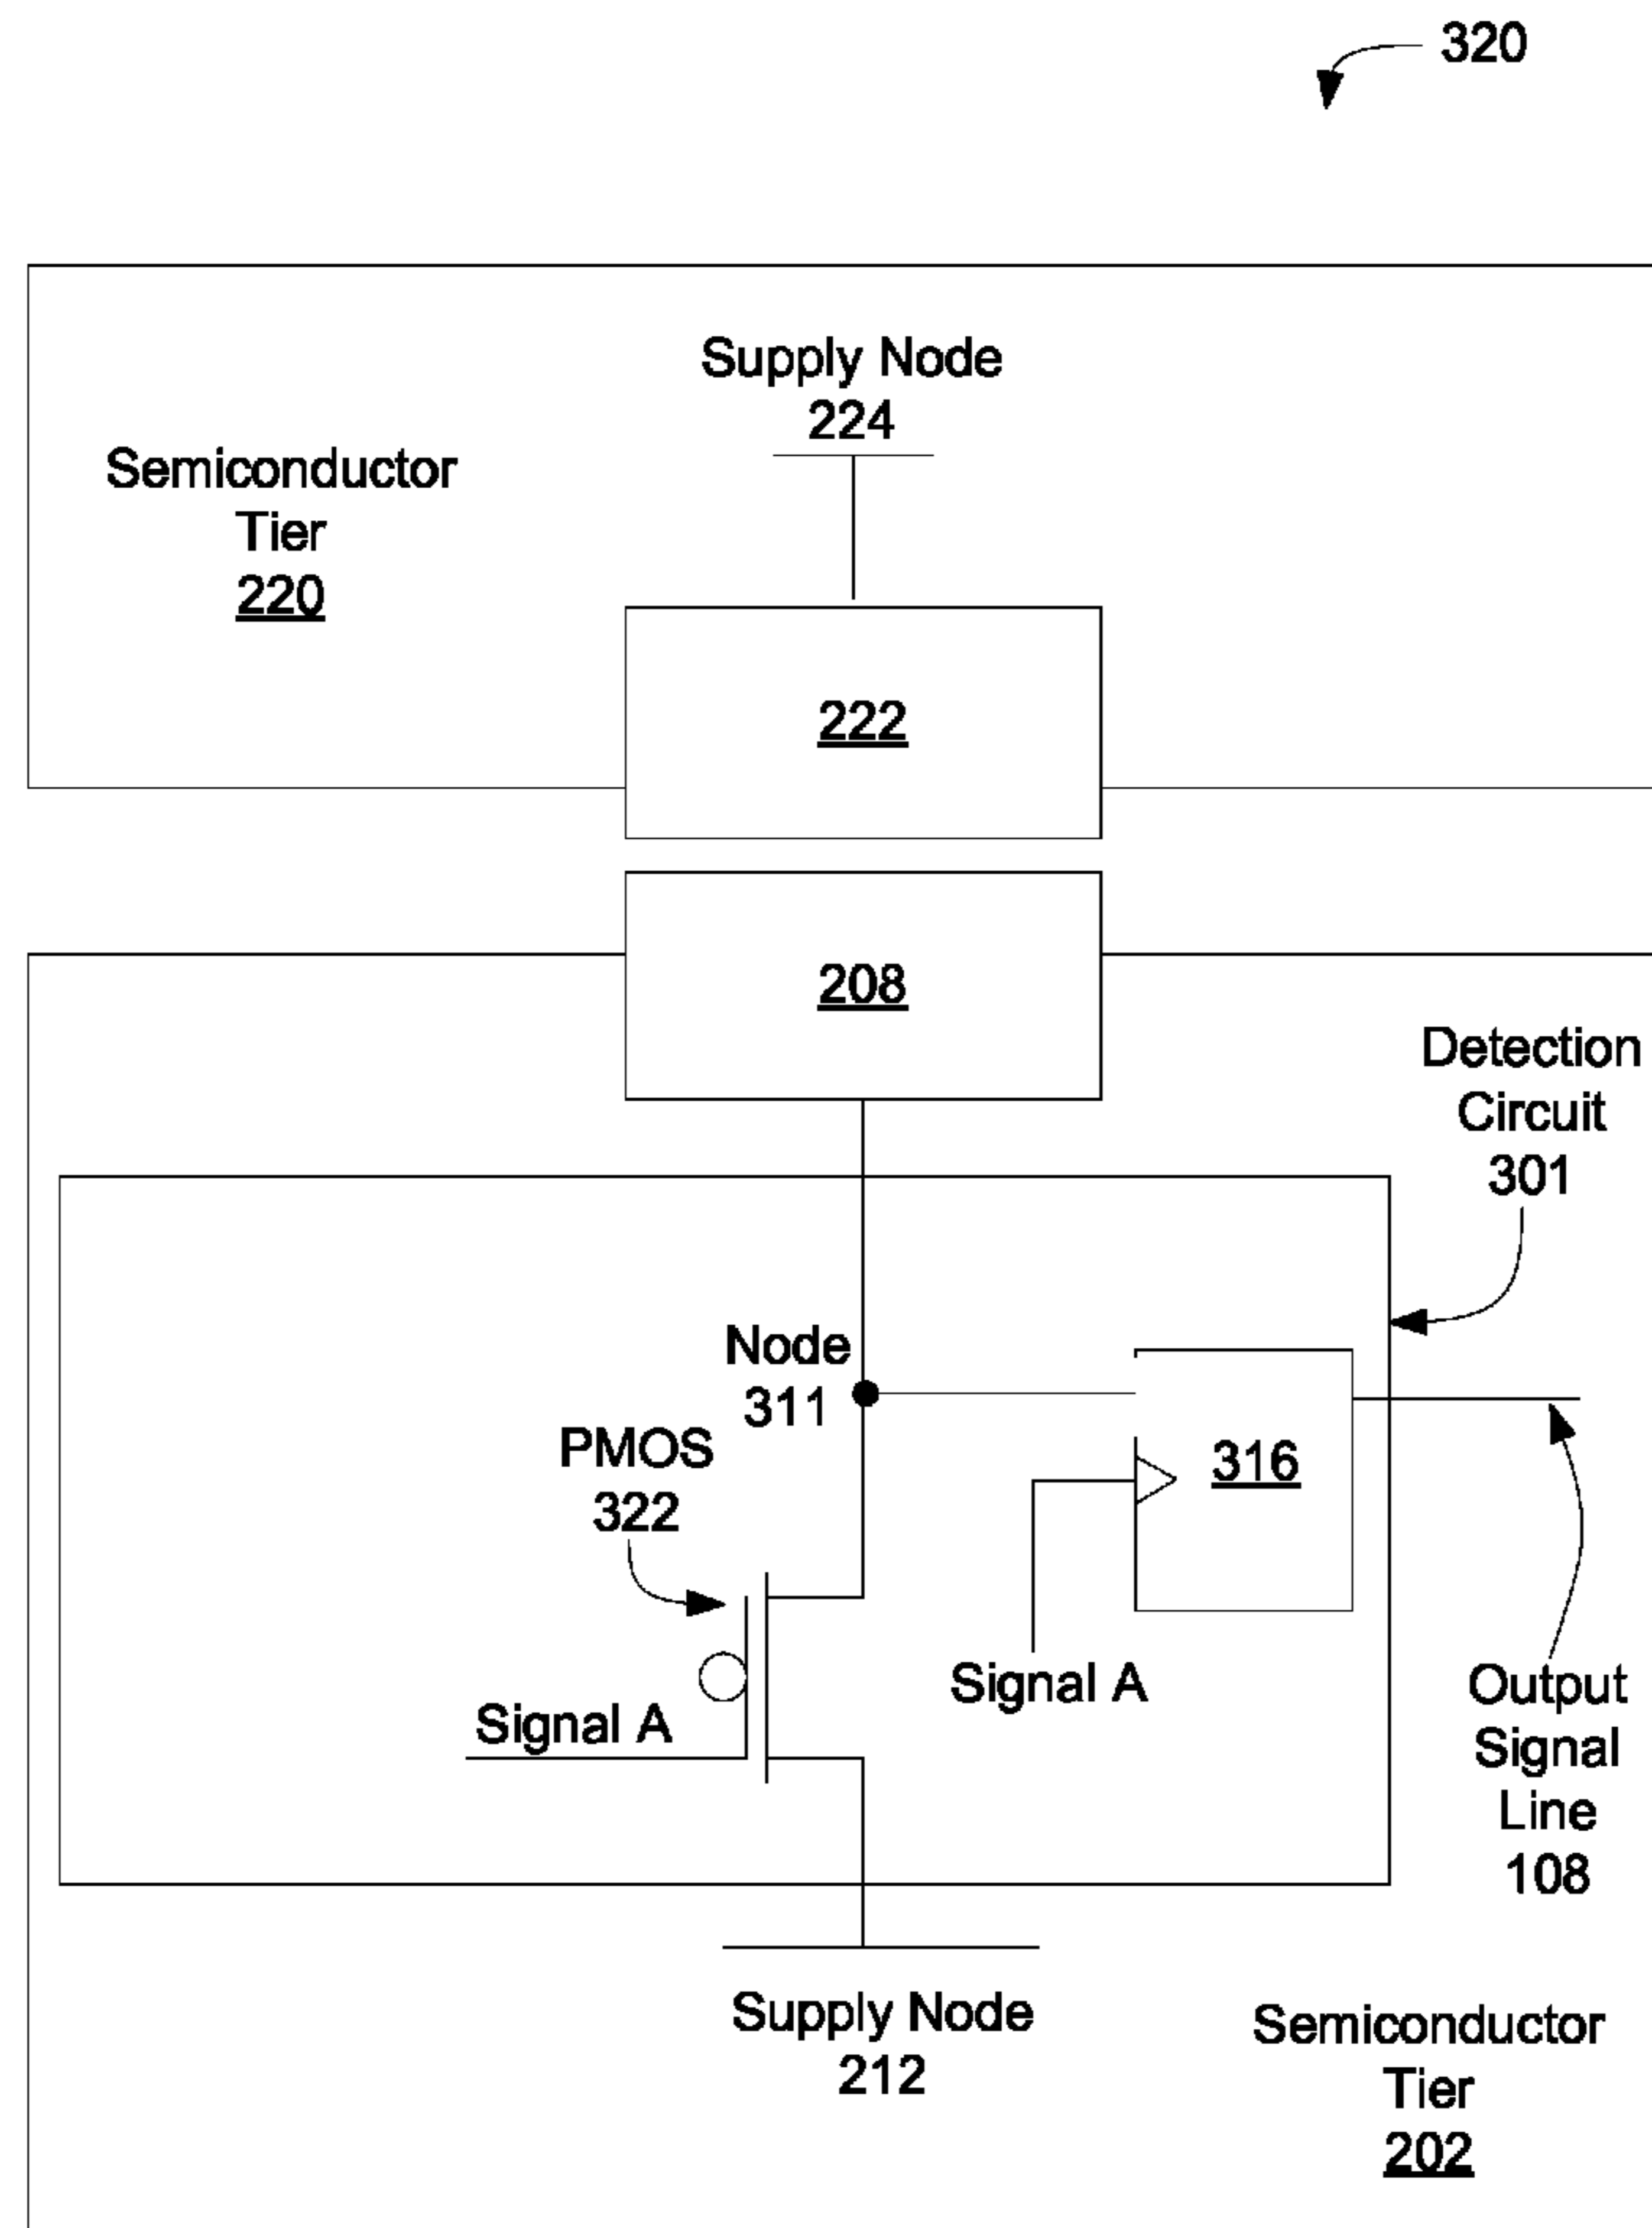 320
Supply Node
224
Semiconductor
Tier
220
222
208
Detection
Circuit
301
Node
311
PMOS
322
316
Signal A
Signal A
Output
Signal
Line
108
Supply Node
212
Semiconductor
Tier
202